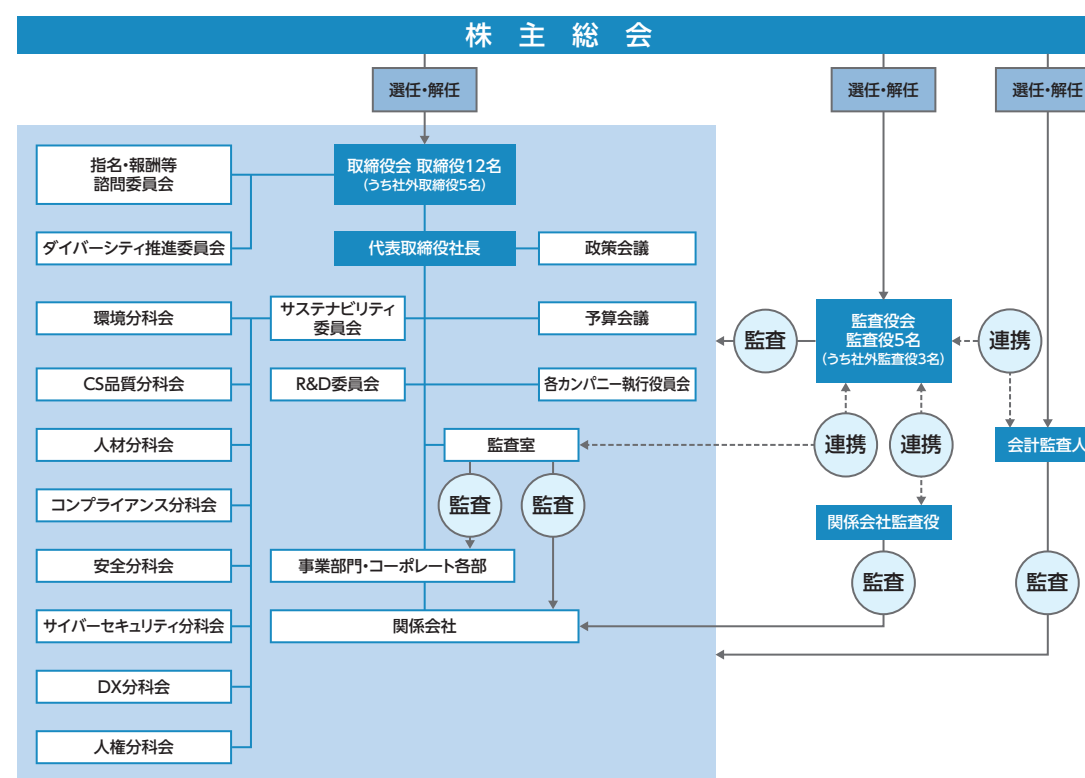 株主総会
選任・解任
選任・解任
選任・解任
指名・報酬等
諮問委員会
取締役会 取締役12名
(うち社外取締役5名)
ダイバーシティ推進委員会
代表取締役社長
政策会議
環境分科会
サステナビリティ
委員会
予算会議
監査
監査役会
監査役5名
(うち社外監査役3名)
連携
CS品質分科会
R&D委員会
各カンパニー執行役員会
人材分科会
監査室
連携
連携
会計監査人
コンプライアンス分科会
監査
監査
関係会社監査役
安全分科会
事業部門・コーポレート各部
監査
監査
サイバーセキュリティ分科会
関係会社
DX分科会
人権分科会